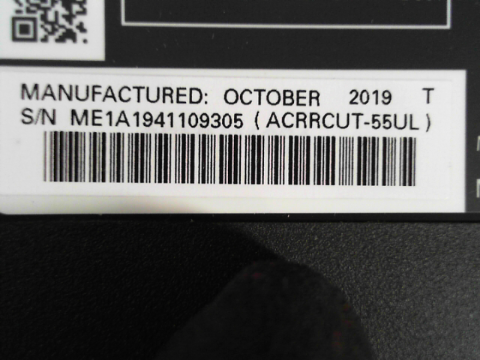 MANUFACTURED: OCTOBER 2019 T
S/N ME1A1941109305 (ACRRCUT-55UL)